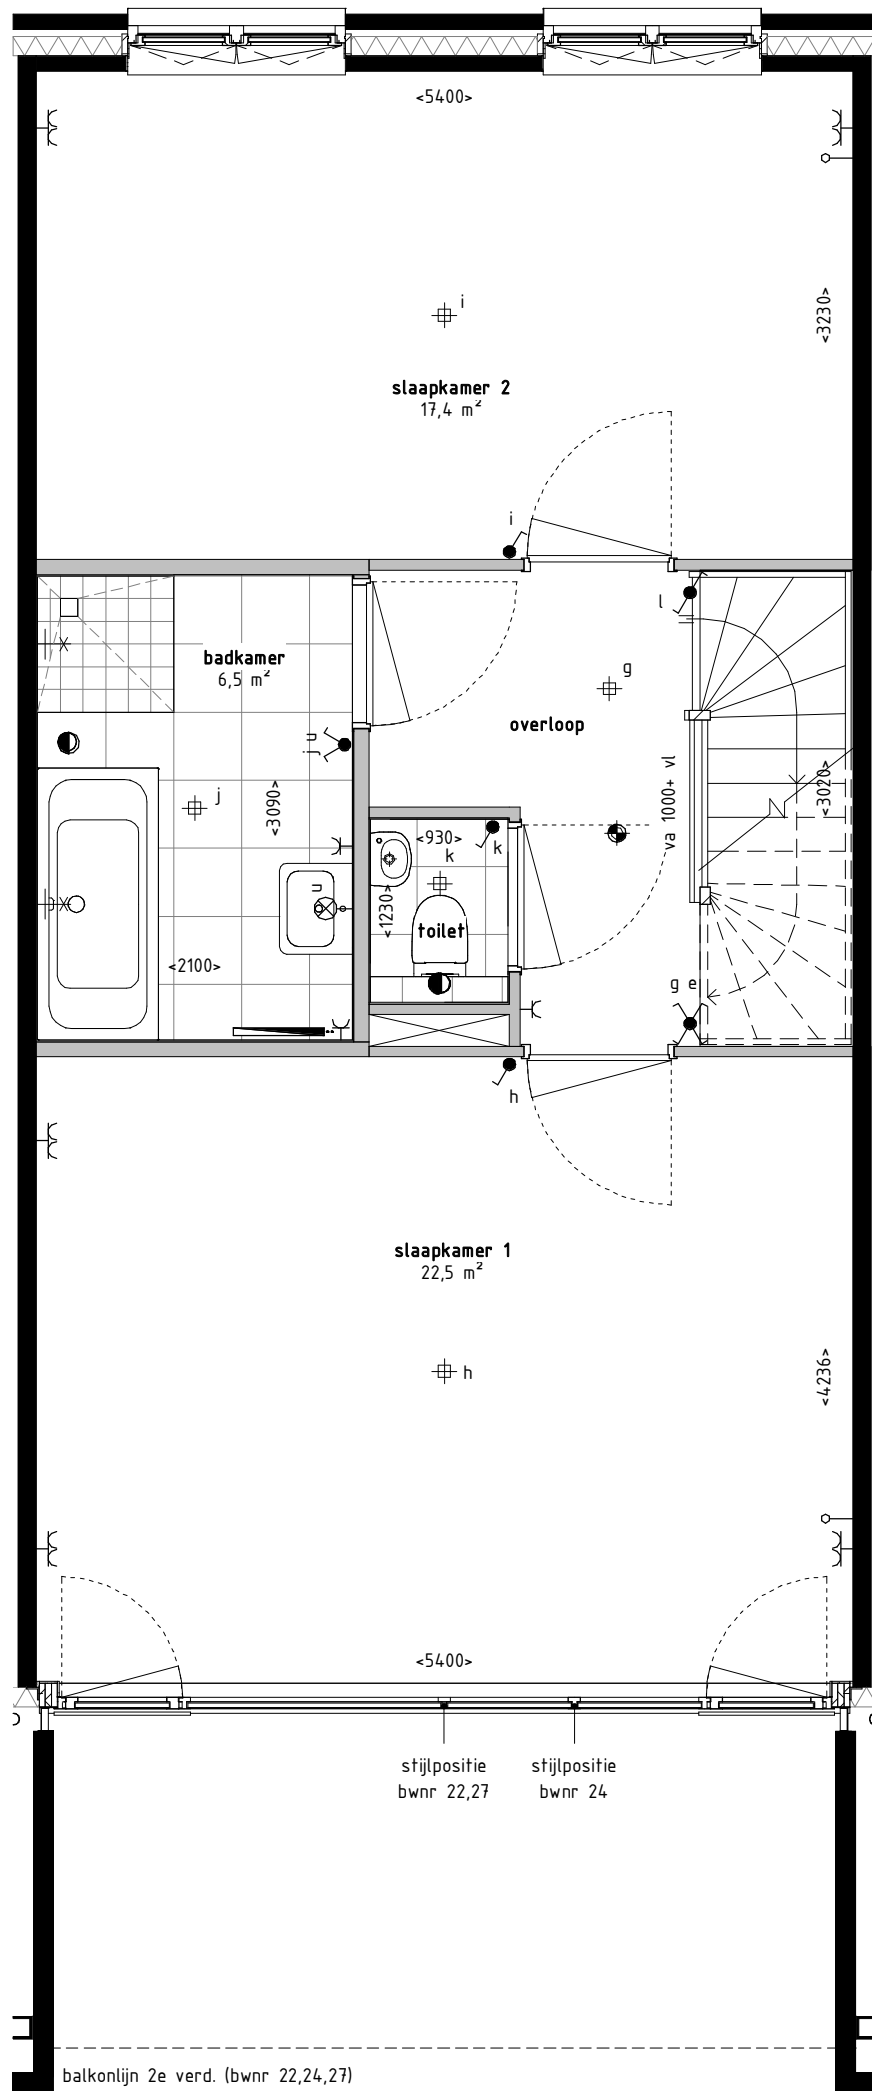 <5400>
i
<3230>
slaapkamer 2
17,4 m²
i
l
badkamer
6,5 m²
g
overloop
j u
j
<3090>
va 1000+ vl
<3020>
<930>
k
k
u
<1230>
toilet
<2100>
g e
h
slaapkamer 1
22,5 m²
h
<4236>
<5400>
stijlpositie
bwnr 22,27
stijlpositie
bwnr 24
balkonlijn 2e verd. (bwnr 22,24,27)